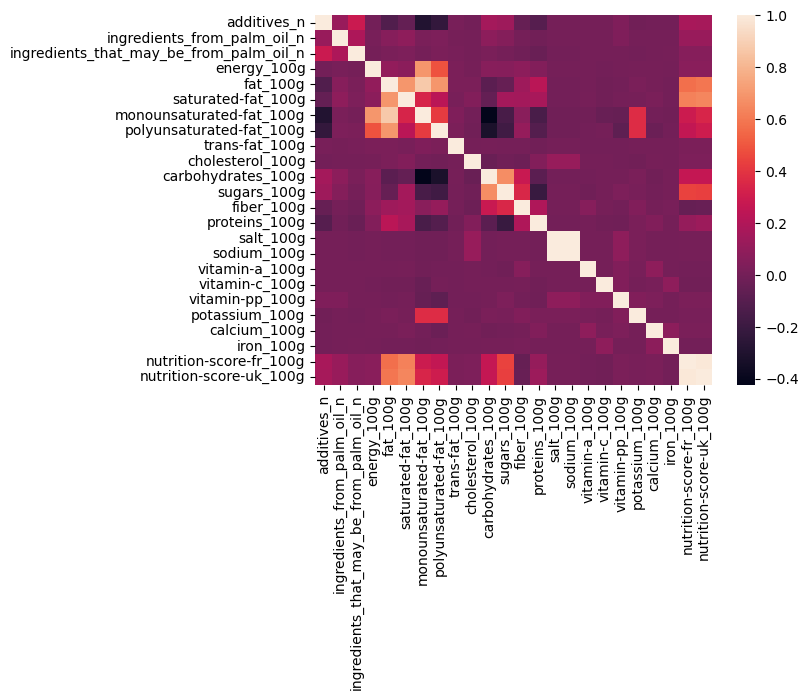 additives_n
ingredients_from_palm_oil_n
ingredients_that_may_be_from_palm_oil_n
energy_100g
fat_100g
saturated-fat_100g
monounsaturated-fat_100g
polyunsaturated-fat_100g
trans-fat_100g
cholesterol_100g
carbohydrates_100g
sugars_100g
fiber_100g
proteins_100g
salt_100g
sodium_100g
vitamin-a_100g
vitamin-c_100g
vitamin-pp_100g
potassium_100g
calcium_100g
iron_100g
nutrition-score-fr_100g
nutrition-score-uk_100g
additives_n
ingredients_from_palm_oil_n
ingredients_that_may_be_from_palm_oil_n
energy_100g
fat_100g
saturated-fat_100g
monounsaturated-fat_100g
polyunsaturated-fat_100g
trans-fat_100g
cholesterol_100g
carbohydrates_100g
sugars_100g
fiber_100g
proteins_100g
salt_100g
sodium_100g
vitamin-a_100g
vitamin-c_100g
vitamin-pp_100g
potassium_100g
calcium_100g
iron_100g
nutrition-score-fr_100g
nutrition-score-uk_100g
1.0
0.8
0.6
0.4
0.2
0.0
−0.2
−0.4